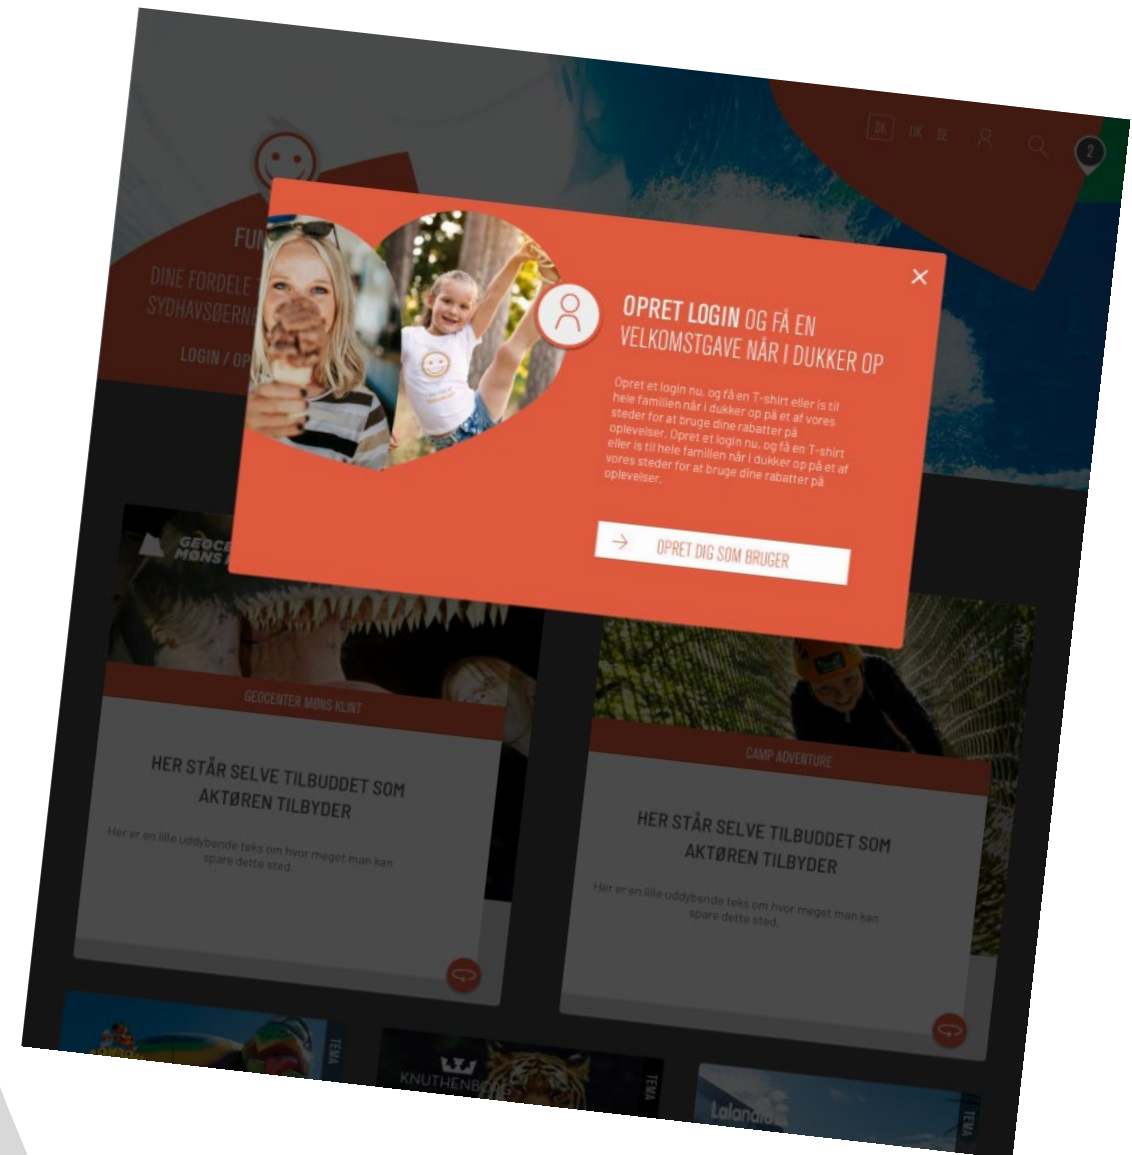 DK UK DE
2
FUN
DINE FORDELE
SYDHAVSØERN
LOGIN / OP
OPRET LOGIN OG FÅ EN
VELKOMSTGAVE NÅR I DUKKER OP
Opret et login nu, og få en T-shirt eller is til
hele familien når i dukker op på et af vores
steder for at bruge dine rabatter på
oplevelser. Opret et login nu, og få en T-shirt
eller is til hele familien når i dukker op på et af
vores steder for at bruge dine rabatter på
oplevelser.
OPRET DIG SOM BRUGER
GEOCE
MØNS
GEOCENTER MØNS KLINT
HER STÅR SELVE TILBUDDET SOM
AKTØREN TILBYDER
Her er en lille uddybende teks om hvor meget man kan
spare dette sted.
CAMP ADVENTURE
HER STÅR SELVE TILBUDDET SOM
AKTØREN TILBYDER
Her er en lille uddybende teks om hvor meget man kan
spare dette sted.
TEMA
KNUTHENBORG
TEMA
Lalandia
TEMA